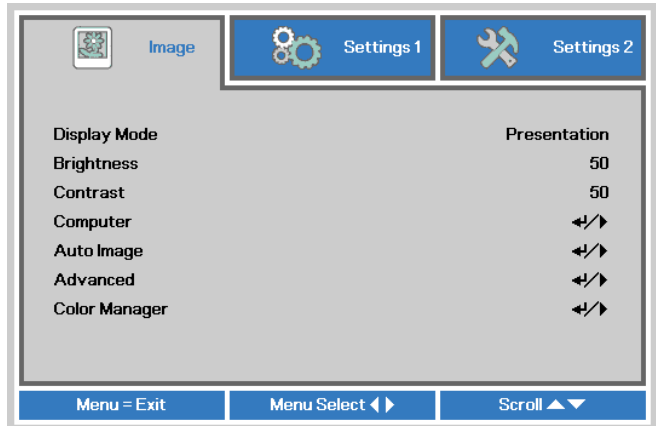 Image
Settings 1
Settings 2
Display Mode Presentation
Brightness 50
Contrast 50
Computer ↵/▶
Auto Image ↵/▶
Advanced ↵/▶
Color Manager ↵/▶
Menu = Exit
Menu Select ◀▶
Scroll ▲▼